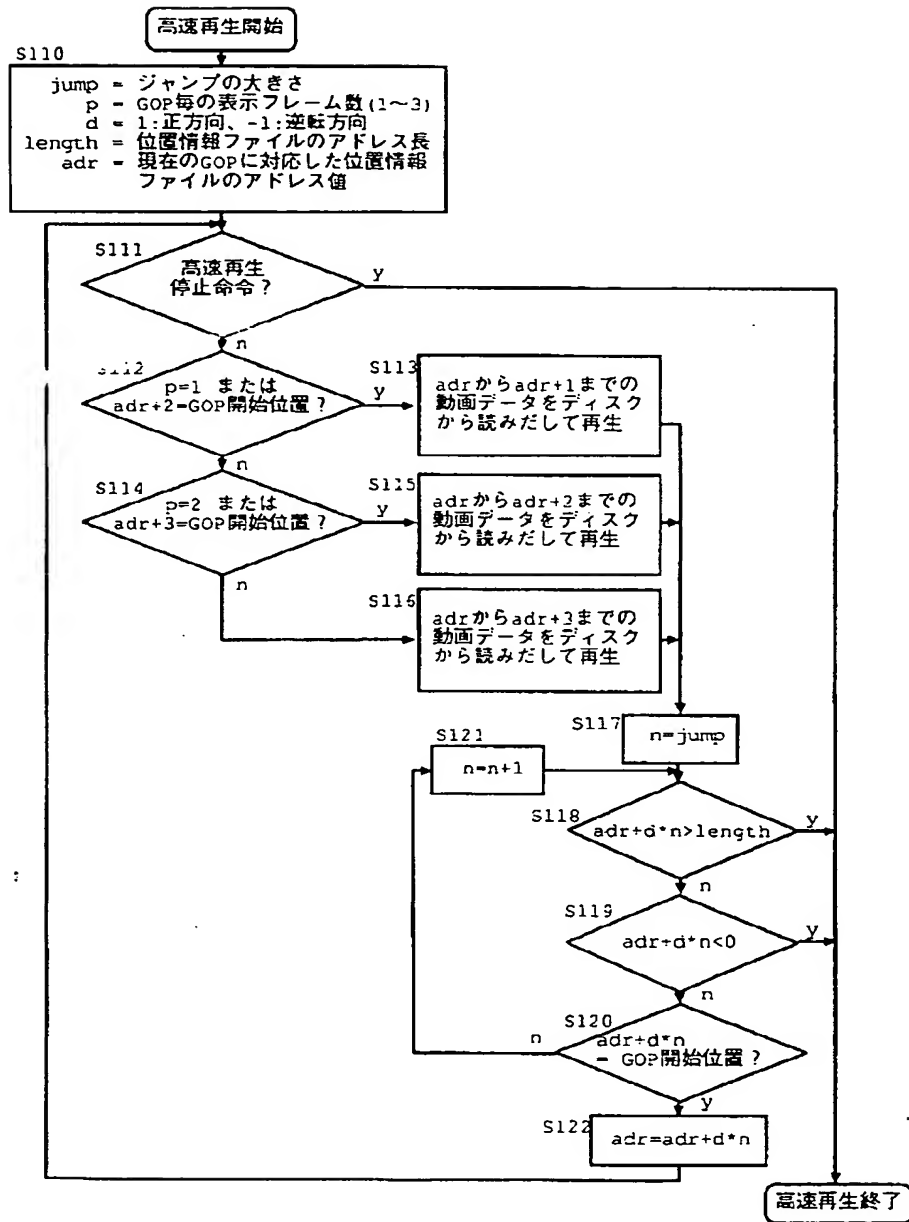 高速再生開始
S110
jump = ジャンプの大きさ
p = GOP毎の表示フレーム数(1〜3)
d = 1:正方向、-1:逆転方向
length = 位置情報ファイルのアドレス長
adr = 現在のGOPに対応した位置情報
ファイルのアドレス値
S111
高速再生
停止命令?
y
n
S112
p=1 または
adr+2=GOP開始位置?
y
n
S113
adrからadr+1までの
動画データをディスク
から読みだして再生
S114
p=2 または
adr+3=GOP開始位置?
y
n
S115
adrからadr+2までの
動画データをディスク
から読みだして再生
S116
adrからadr+3までの
動画データをディスク
から読みだして再生
S117
n=jump
S121
n=n+1
S118
adr+d*n>length
y
n
S119
adr+d*n<0
y
n
S120
adr+d*n
= GOP開始位置?
n
y
S122
adr=adr+d*n
高速再生終了